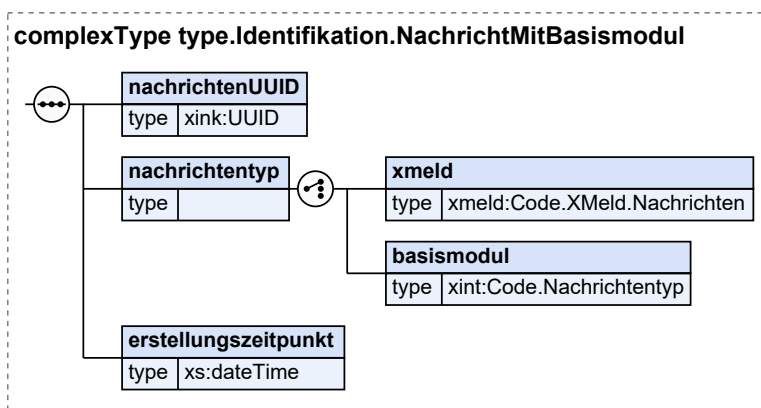 complexType type.Identifikation.NachrichtMitBasismodul
nachrichtenUUID
type xink:UUID
nachrichtentyp
type
xmeld
type xmeld:Code.XMeld.Nachrichten
basismodul
type xint:Code.Nachrichtentyp
erstellungszeitpunkt
type xs:dateTime